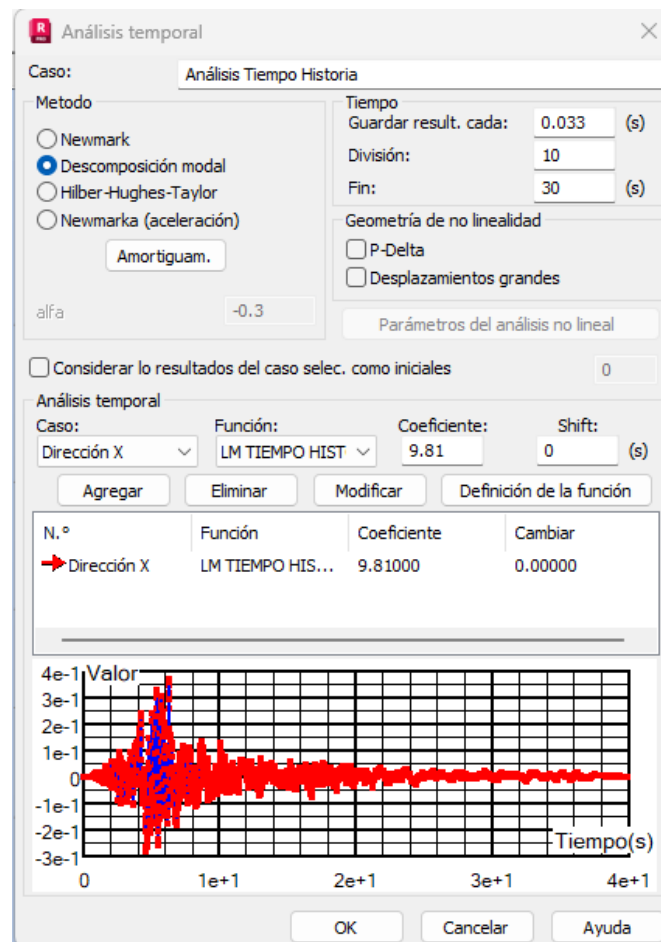 R
PRO
Análisis temporal
Caso: Análisis Tiempo Historia
Metodo
Newmark
Descomposición modal
Hilber-Hughes-Taylor
Newmarka (aceleración)
Amortiguam.
alfa -0.3
Tiempo
Guardar result. cada: 0.033 (s)
División: 10
Fin: 30 (s)
Geometría de no linealidad
P-Delta
Desplazamientos grandes
Parámetros del análisis no lineal
Considerar lo resultados del caso selec. como iniciales 0
Análisis temporal
Caso: Función: Coeficiente: Shift:
Dirección X LM TIEMPO HIST 9.81 0 (s)
Agregar Eliminar Modificar Definición de la función
N.º Función Coeficiente Cambiar
Dirección X LM TIEMPO HIS... 9.81000 0.00000
4e-1 Valor
3e-1
2e-1
1e-1
0
-1e-1
-2e-1
-3e-1
Tiempo(s)
0 1e+1 2e+1 3e+1 4e+1
OK Cancelar Ayuda